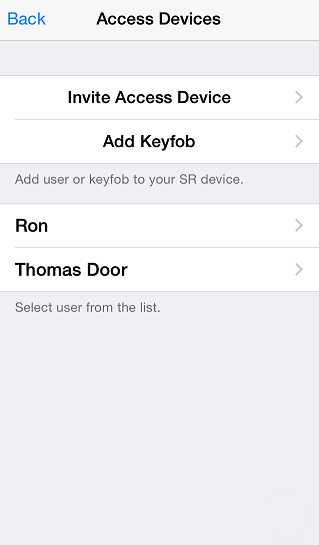 Back Access Devices
Invite Access Device
Add Keyfob
Add user or keyfob to your SR device.
Ron
Thomas Door
Select user from the list.